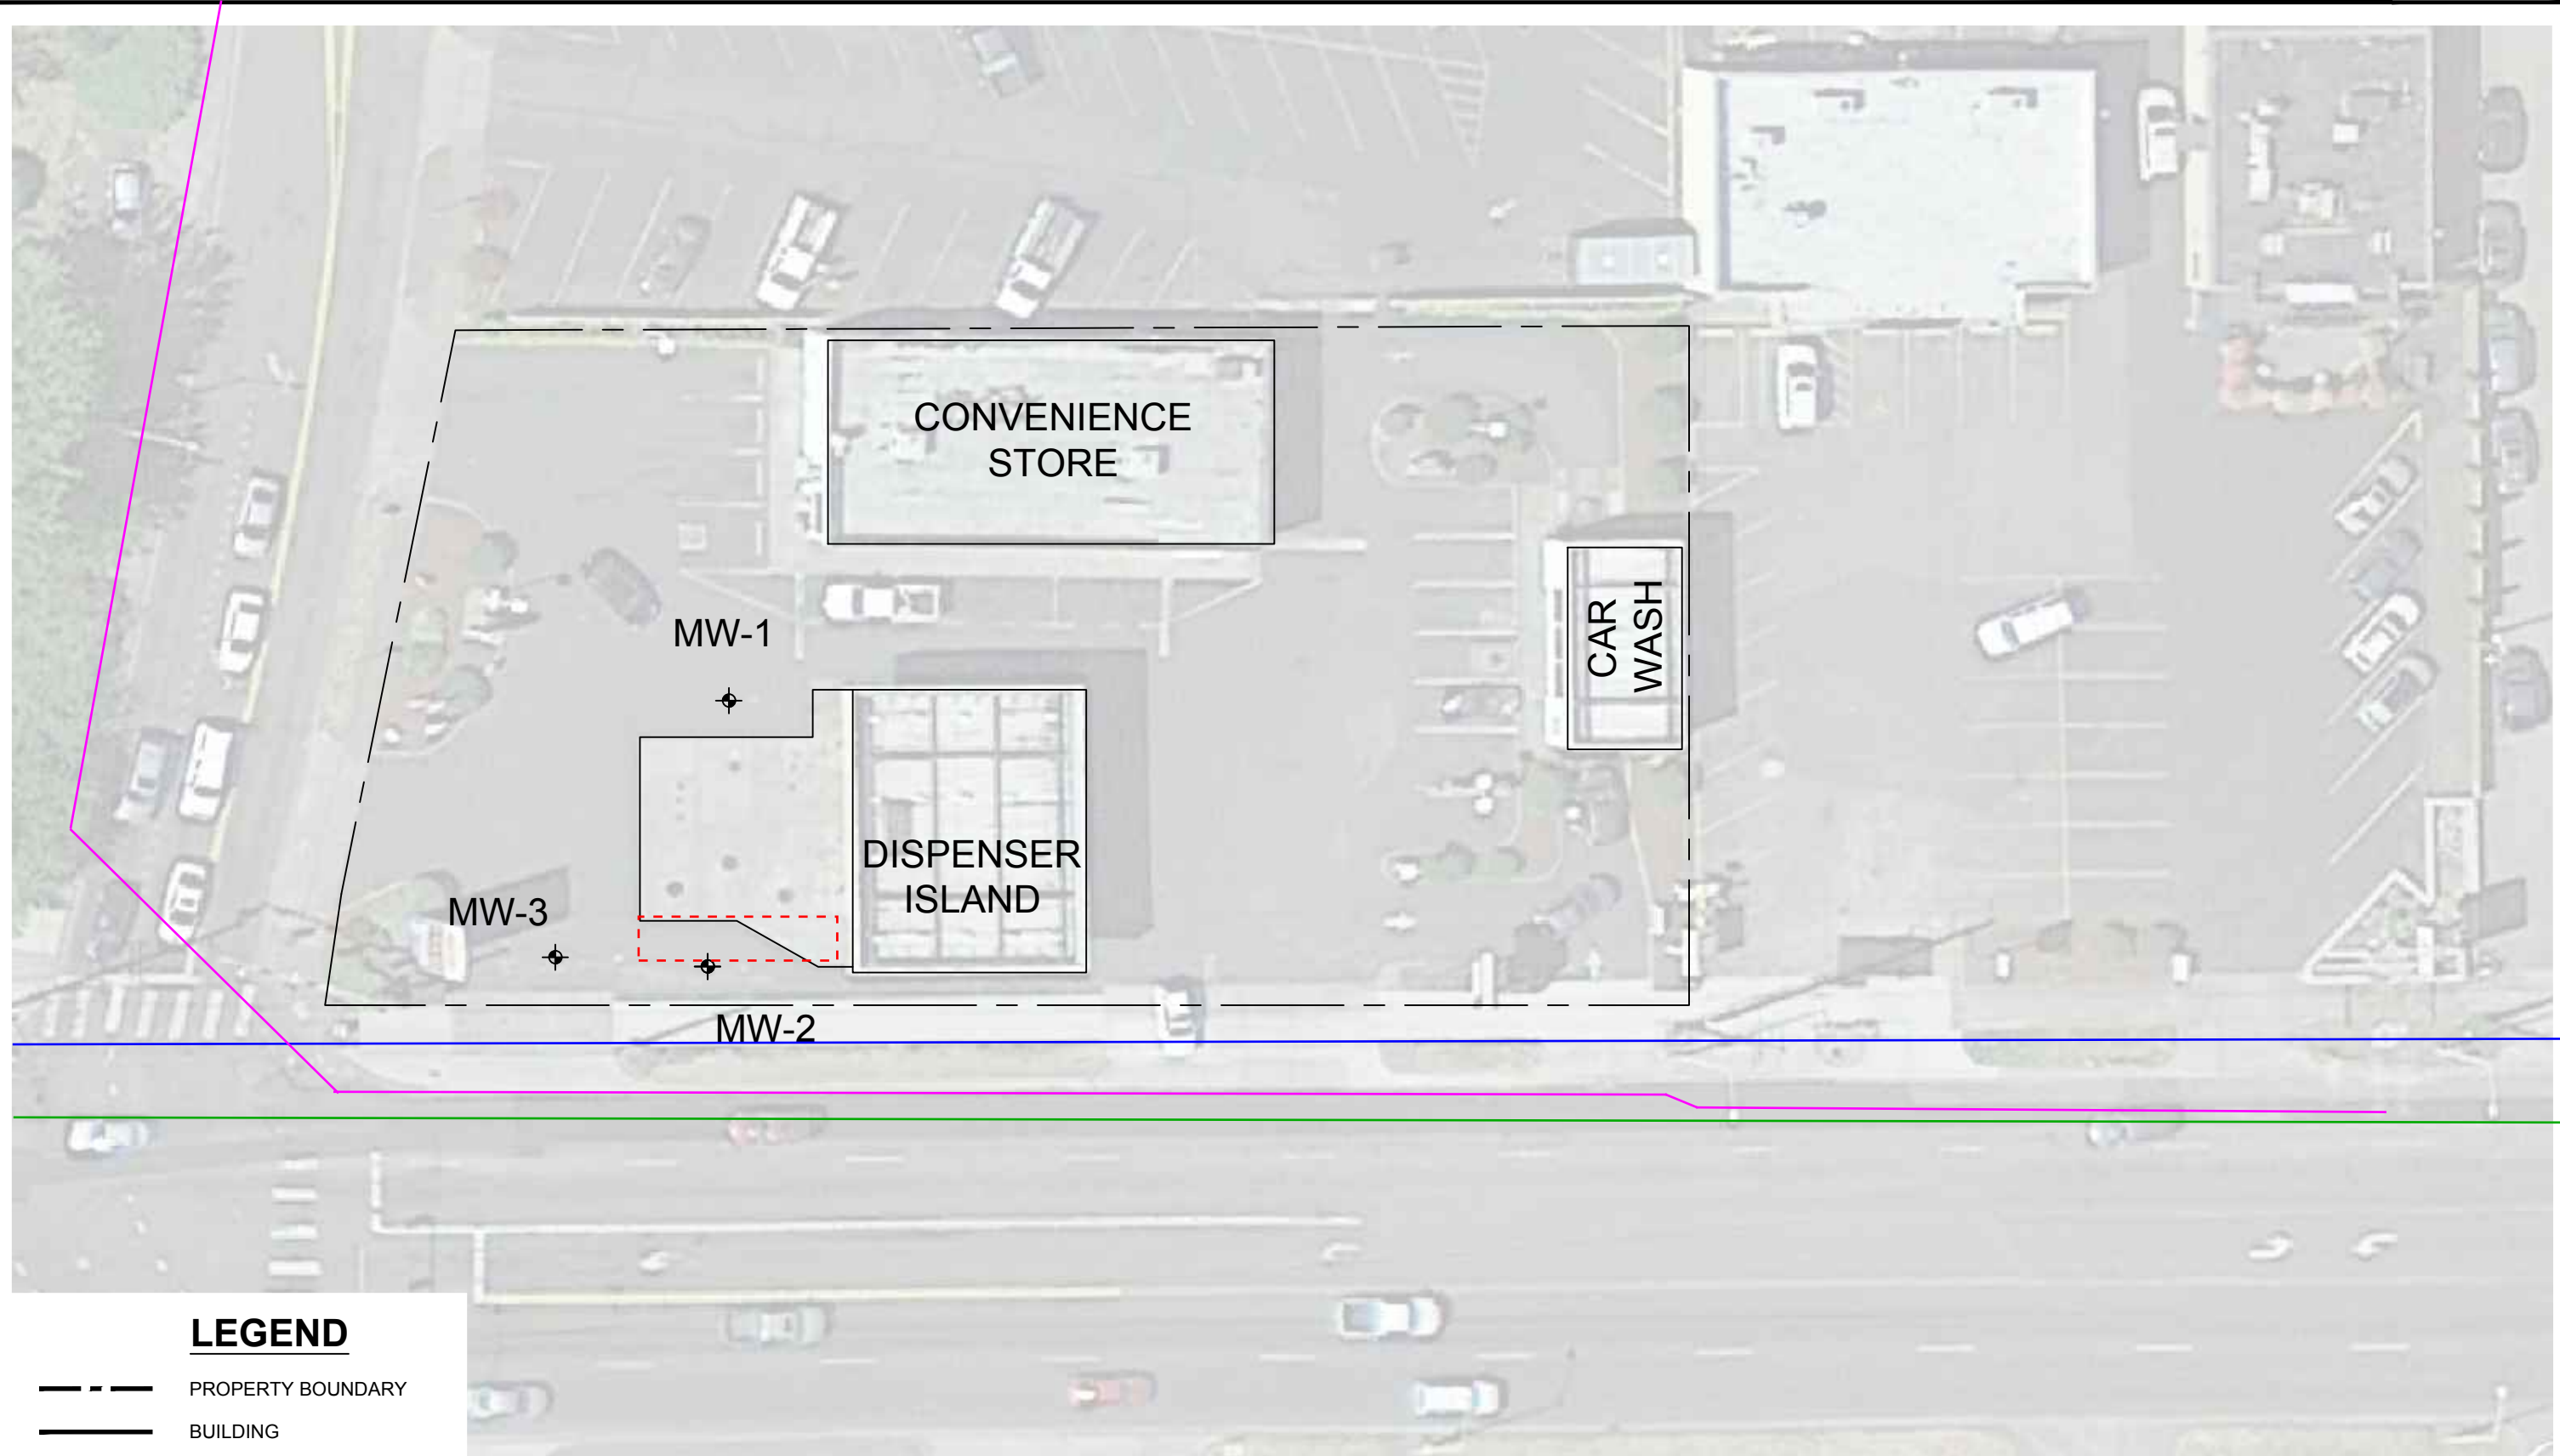 CONVENIENCE
STORE
CAR
WASH
MW-1
DISPENSER
ISLAND
MW-3
MW-2
LEGEND
PROPERTY BOUNDARY
BUILDING